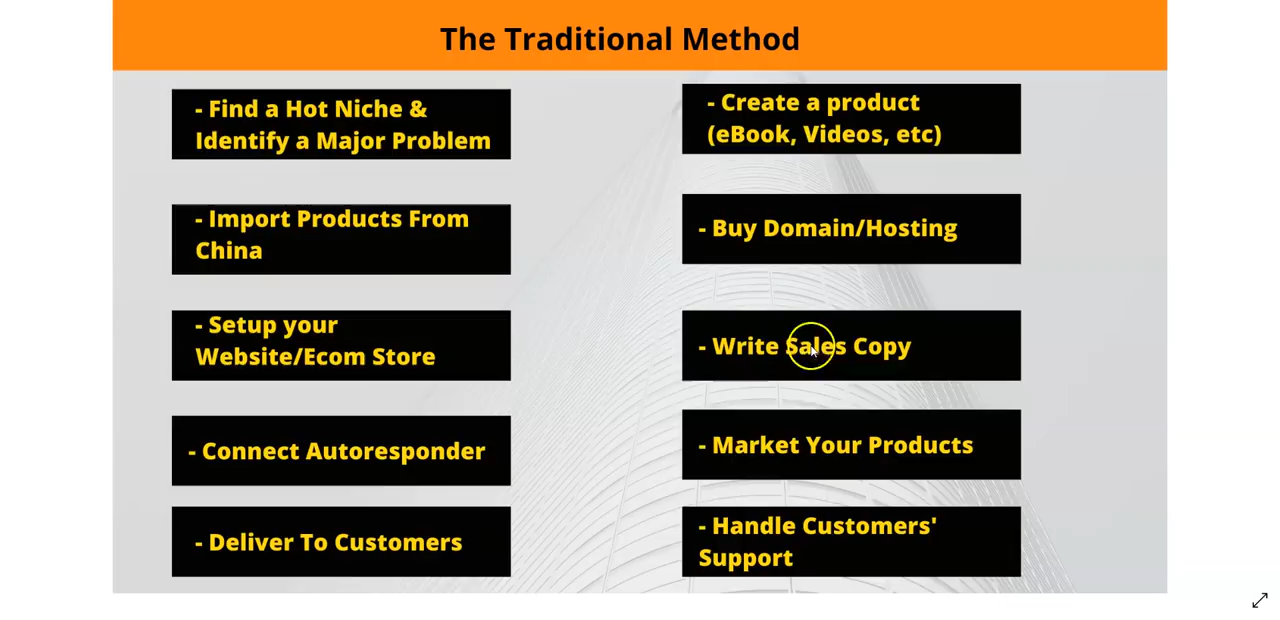 The Traditional Method
- Find a Hot Niche &
Identify a Major Problem
- Create a product
(eBook, Videos, etc)
- Import Products From
China
- Buy Domain/Hosting
- Setup your
Website/Ecom Store
- Write Sales Copy
- Connect Autoresponder
- Market Your Products
- Deliver To Customers
- Handle Customers'
Support